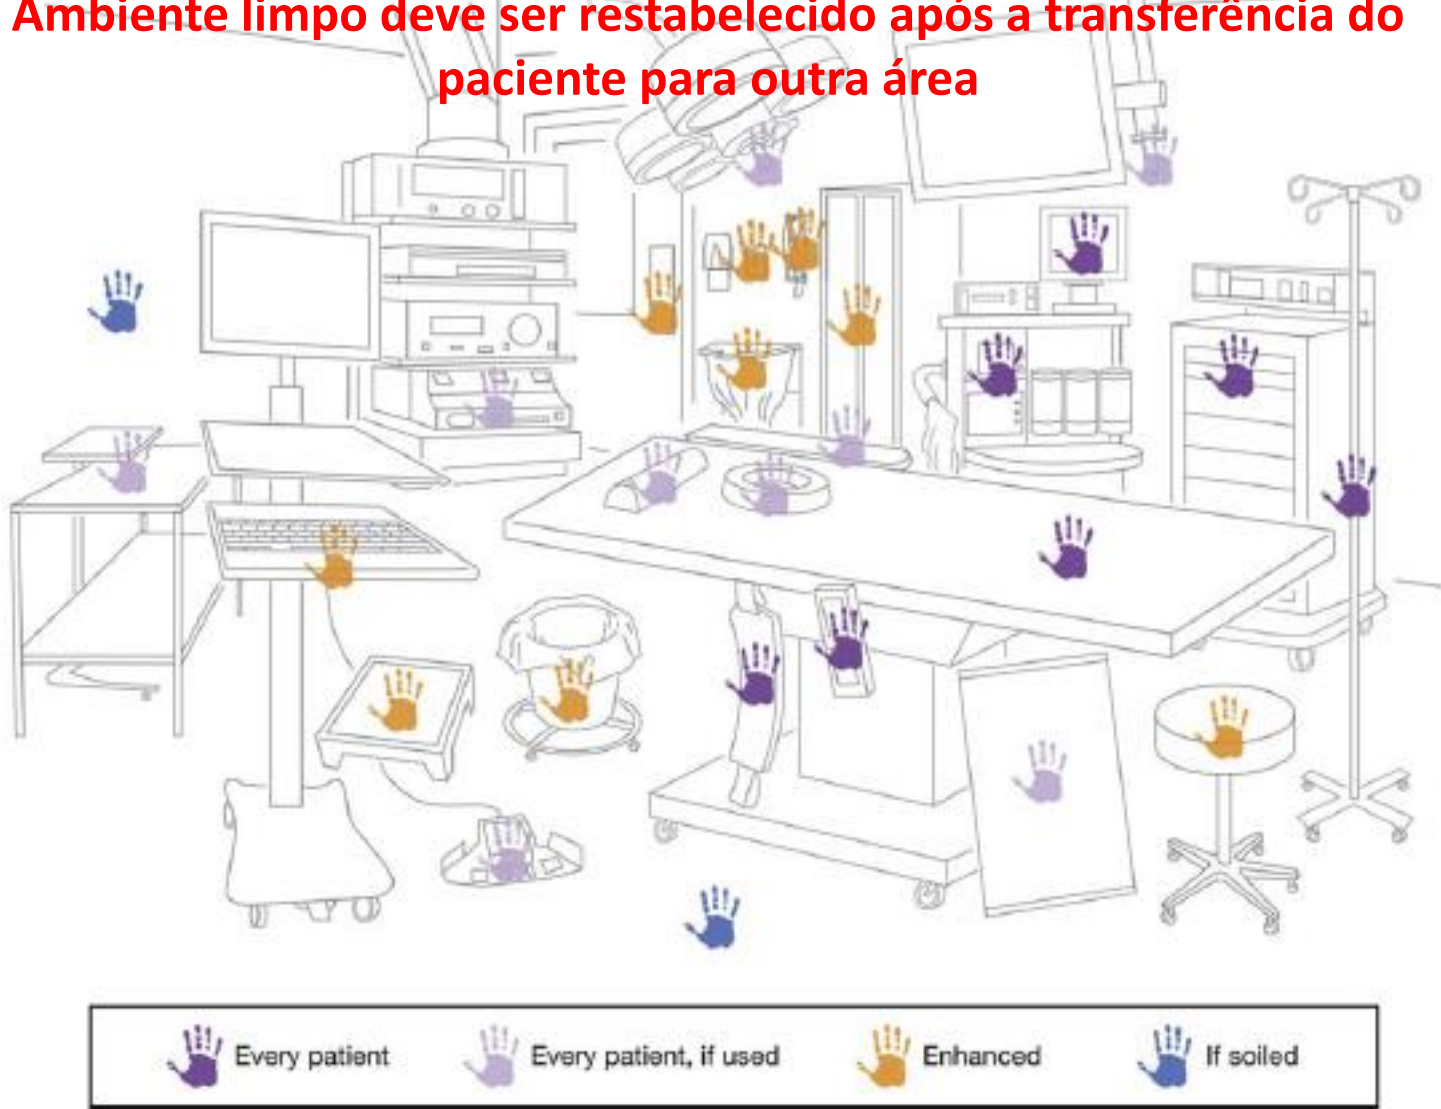 Ambiente limpo deve ser restabelecido após a transferência do
paciente para outra área
Every patient
Every patient, if used
Enhanced
If soiled